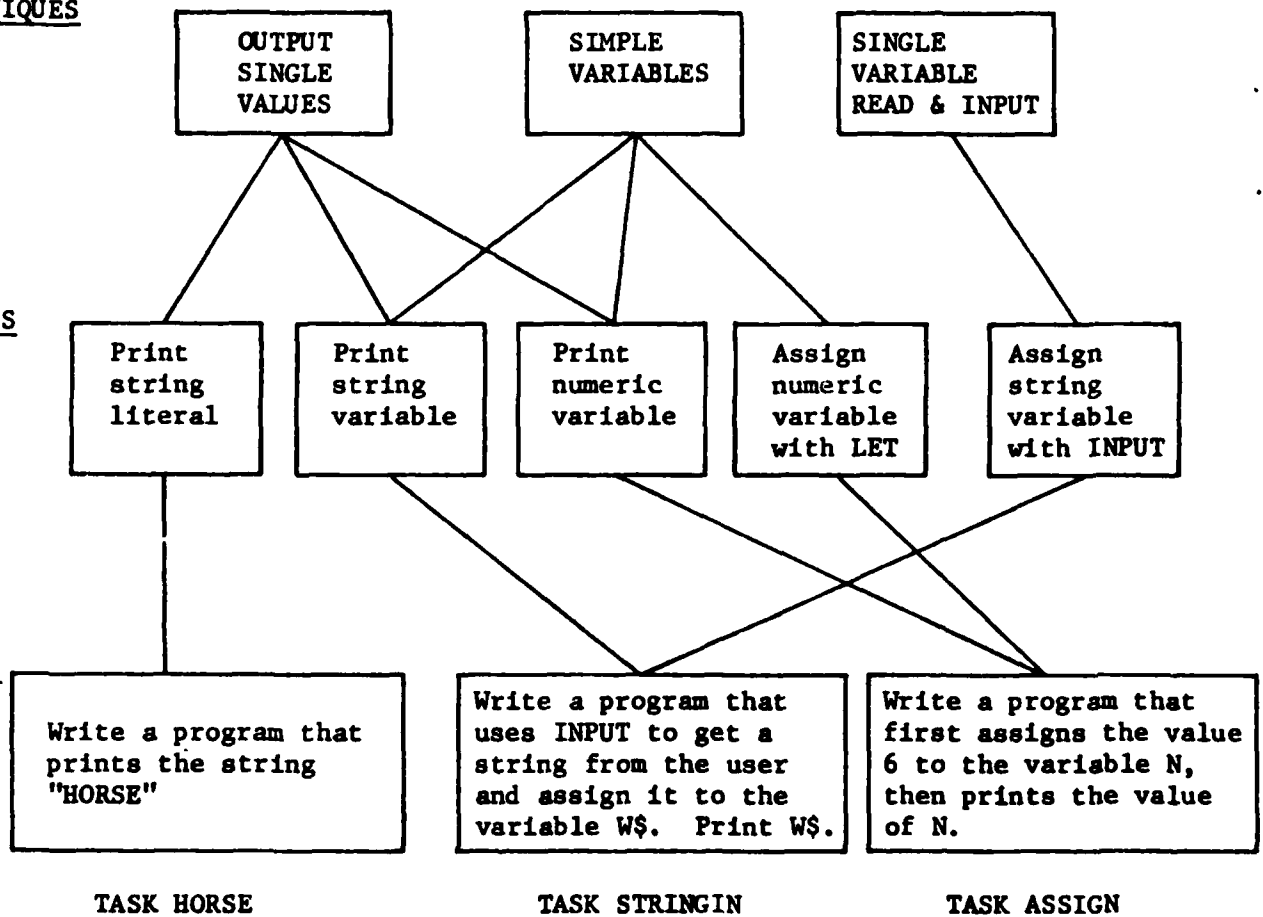 IQUES
OUTPUT
SINGLE
VALUES
SIMPLE
VARIABLES
SINGLE
VARIABLE
READ & INPUT
S
Print
string
literal
Print
string
variable
Print
numeric
variable
Assign
numeric
variable
with LET
Assign
string
variable
with INPUT
Write a program that
prints the string
"HORSE"
Write a program that
uses INPUT to get a
string from the user
and assign it to the
variable W$. Print W$.
Write a program that
first assigns the value
6 to the variable N,
then prints the value
of N.
TASK HORSE
TASK STRINGIN
TASK ASSIGN